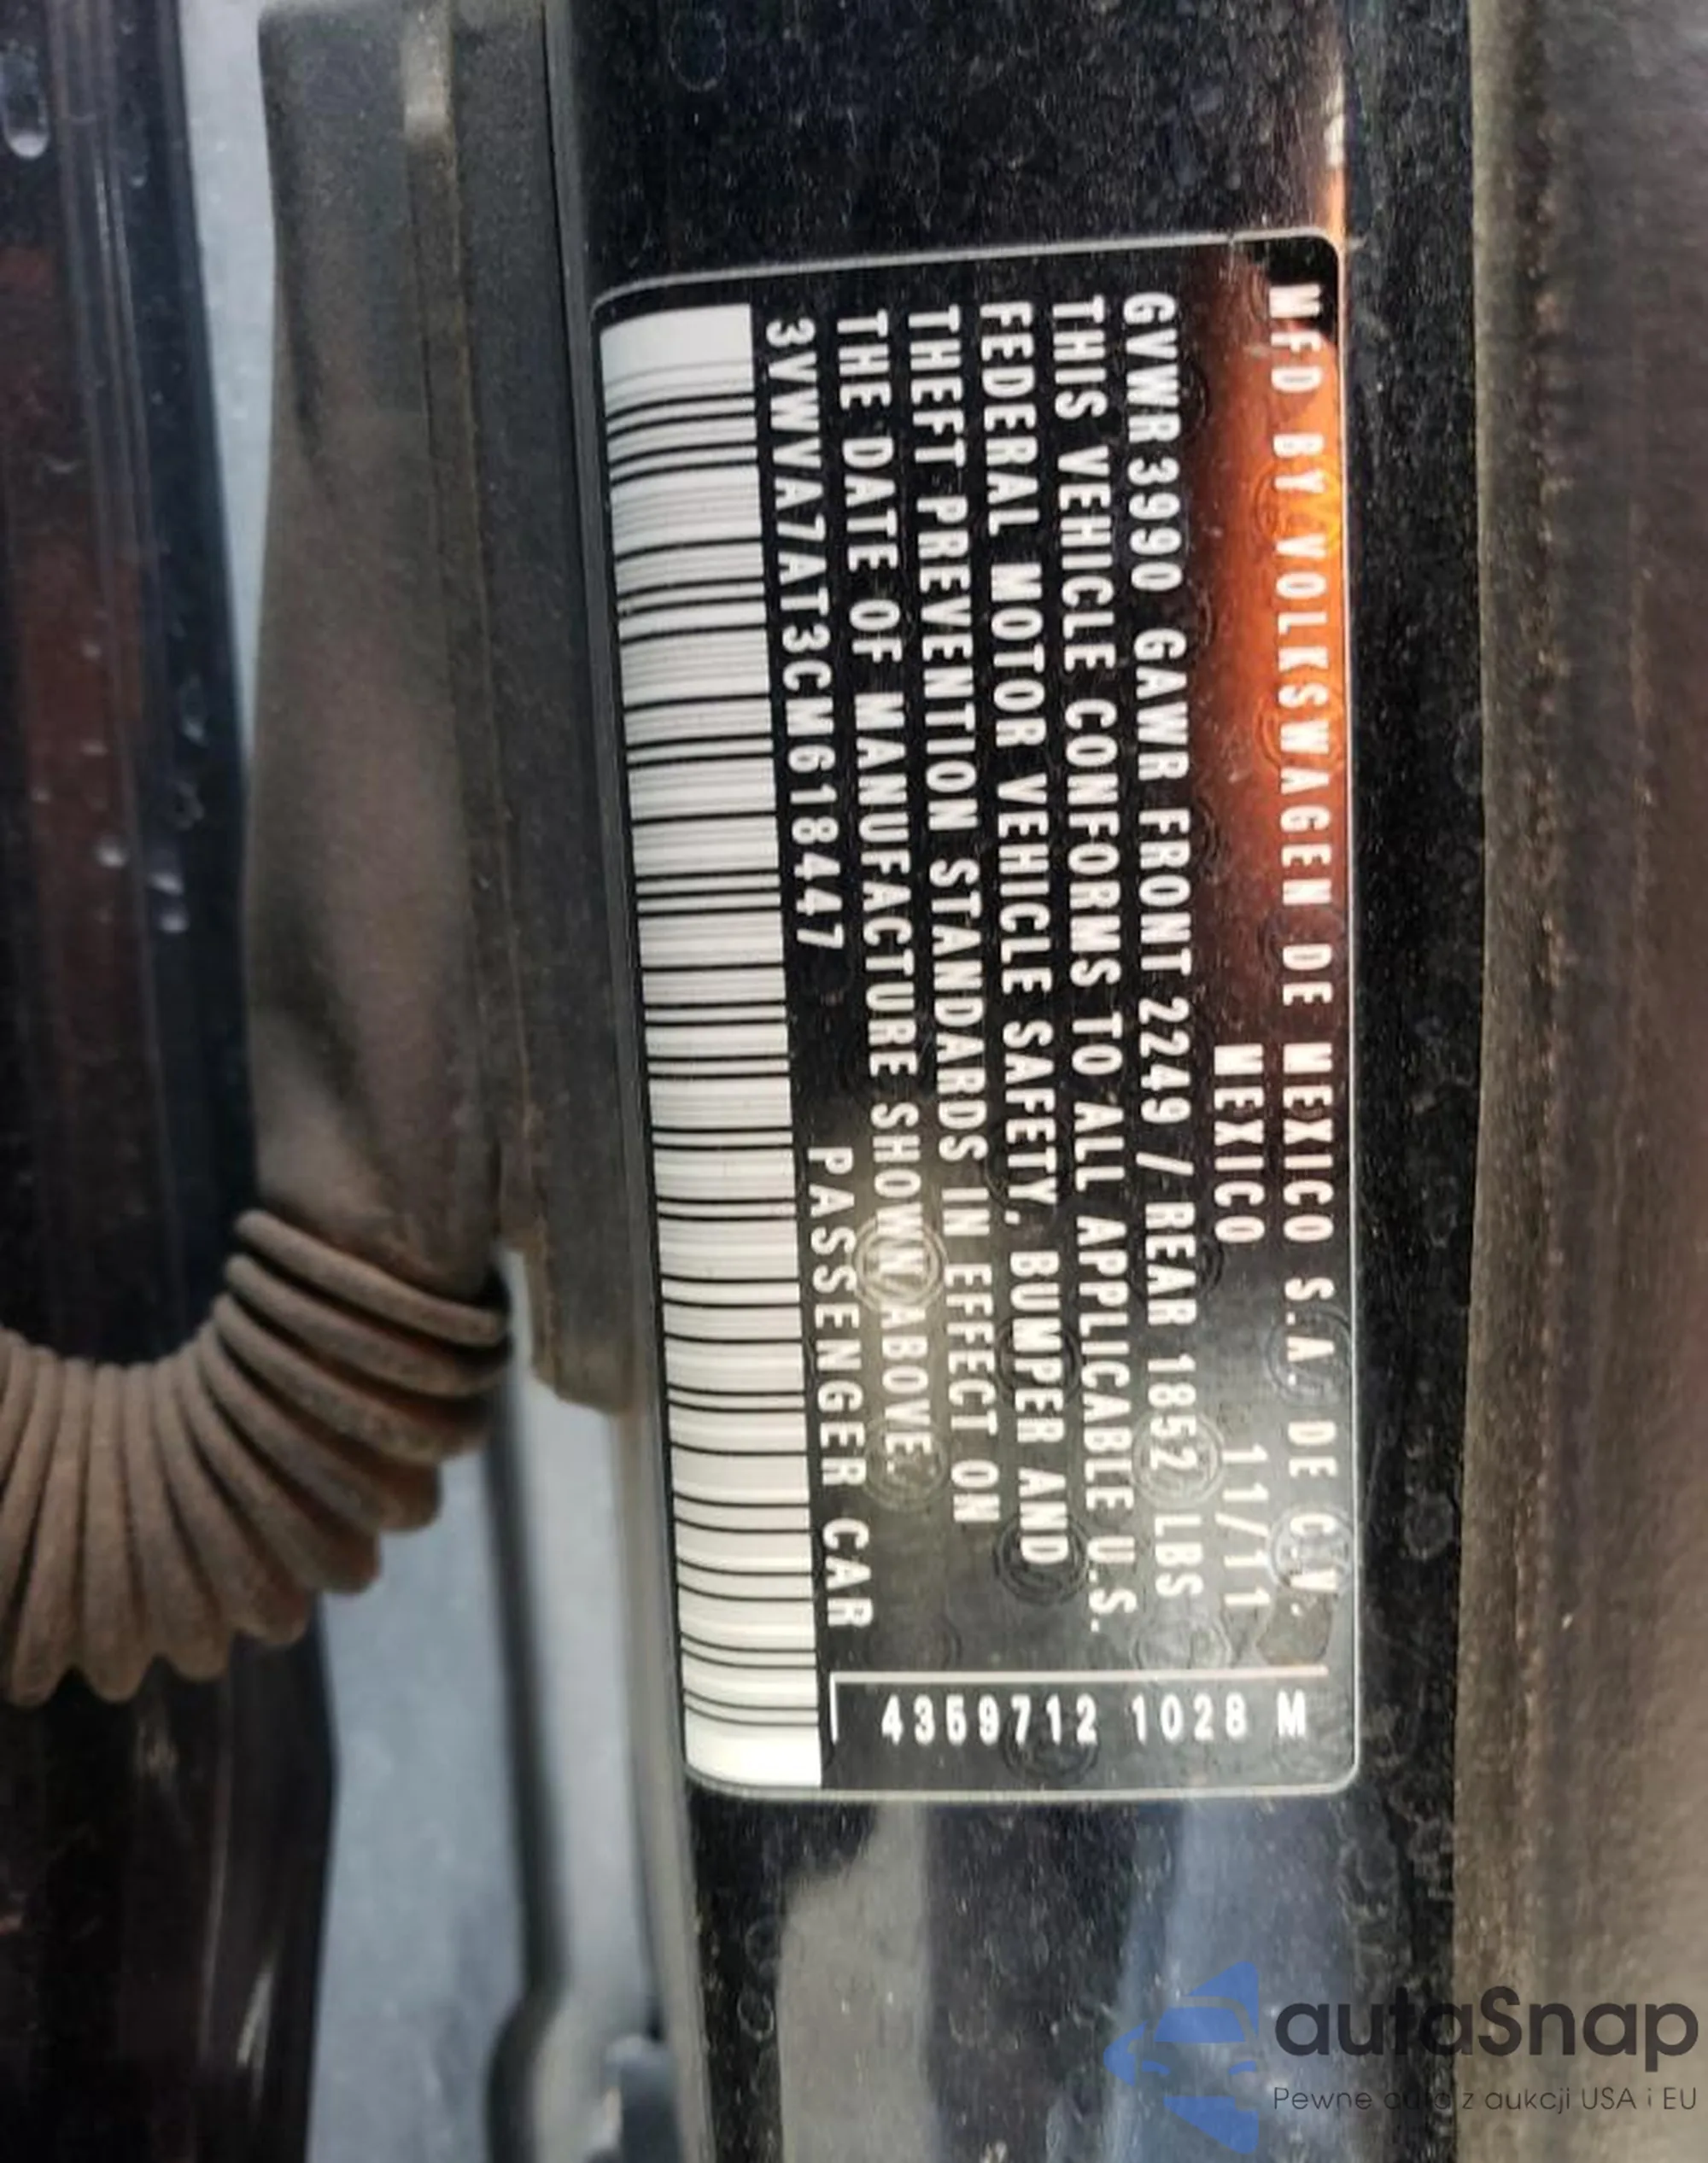 MFD BY VOLKSWAGEN DE MEXICO S.A. DE C.V.
MEXICO 11/11
GVWR 3990 GAWR FRONT 2249 / REAR 1852 LBS
THIS VEHICLE CONFORMS TO ALL APPLICABLE U.S.
FEDERAL MOTOR VEHICLE SAFETY, BUMPER AND
THEFT PREVENTION STANDARDS IN EFFECT ON
THE DATE OF MANUFACTURE SHOWN ABOVE.
3VWVA7AT3CM618447 PASSENGER CAR
4359712 1028 M
autaSnap
Pewne auta z aukcji USA i EU